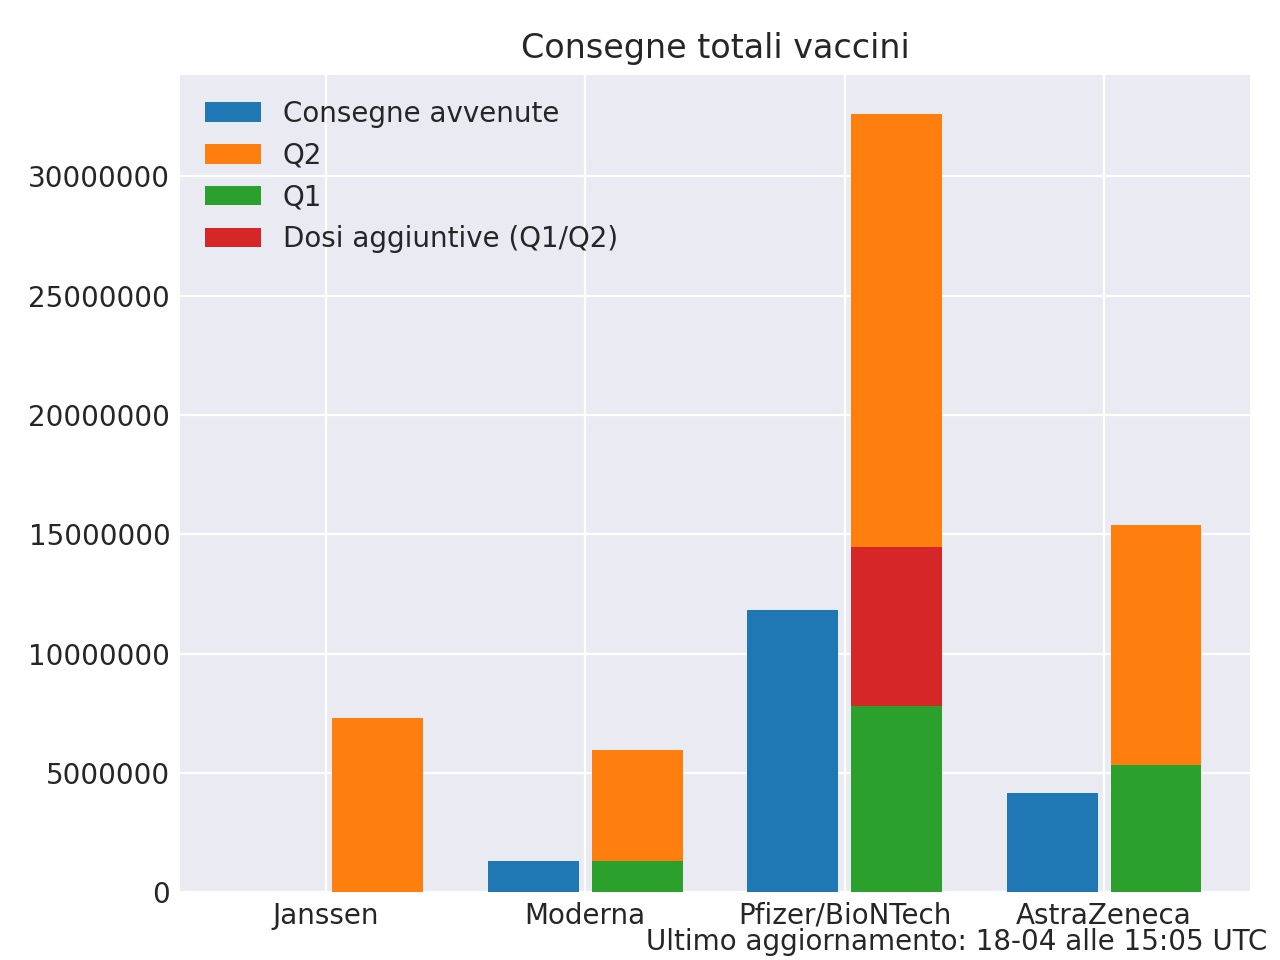 Consegne totali vaccini
Consegne avvenute
Q2
Q1
Dosi aggiuntive (Q1/Q2)
30000000
25000000
20000000
15000000
10000000
5000000
0
Janssen Moderna Pfizer/BioNTech AstraZeneca
Ultimo aggiornamento: 18-04 alle 15:05 UTC